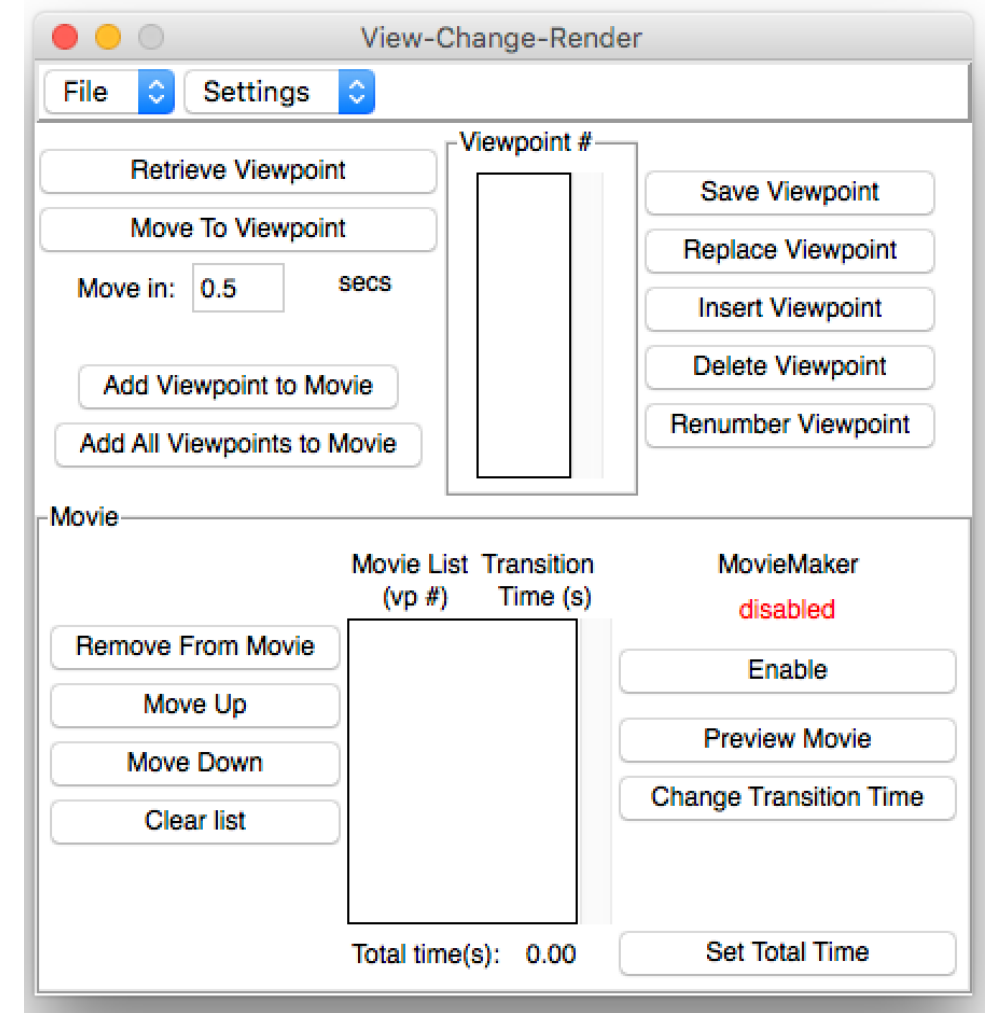 View-Change-Render
File
Settings
Retrieve Viewpoint
Move To Viewpoint
Move in: 0.5 secs
Add Viewpoint to Movie
Add All Viewpoints to Movie
Viewpoint #
Save Viewpoint
Replace Viewpoint
Insert Viewpoint
Delete Viewpoint
Renumber Viewpoint
Movie
Remove From Movie
Move Up
Move Down
Clear list
Movie List Transition
(vp #) Time (s)
Total time(s): 0.00
MovieMaker
disabled
Enable
Preview Movie
Change Transition Time
Set Total Time